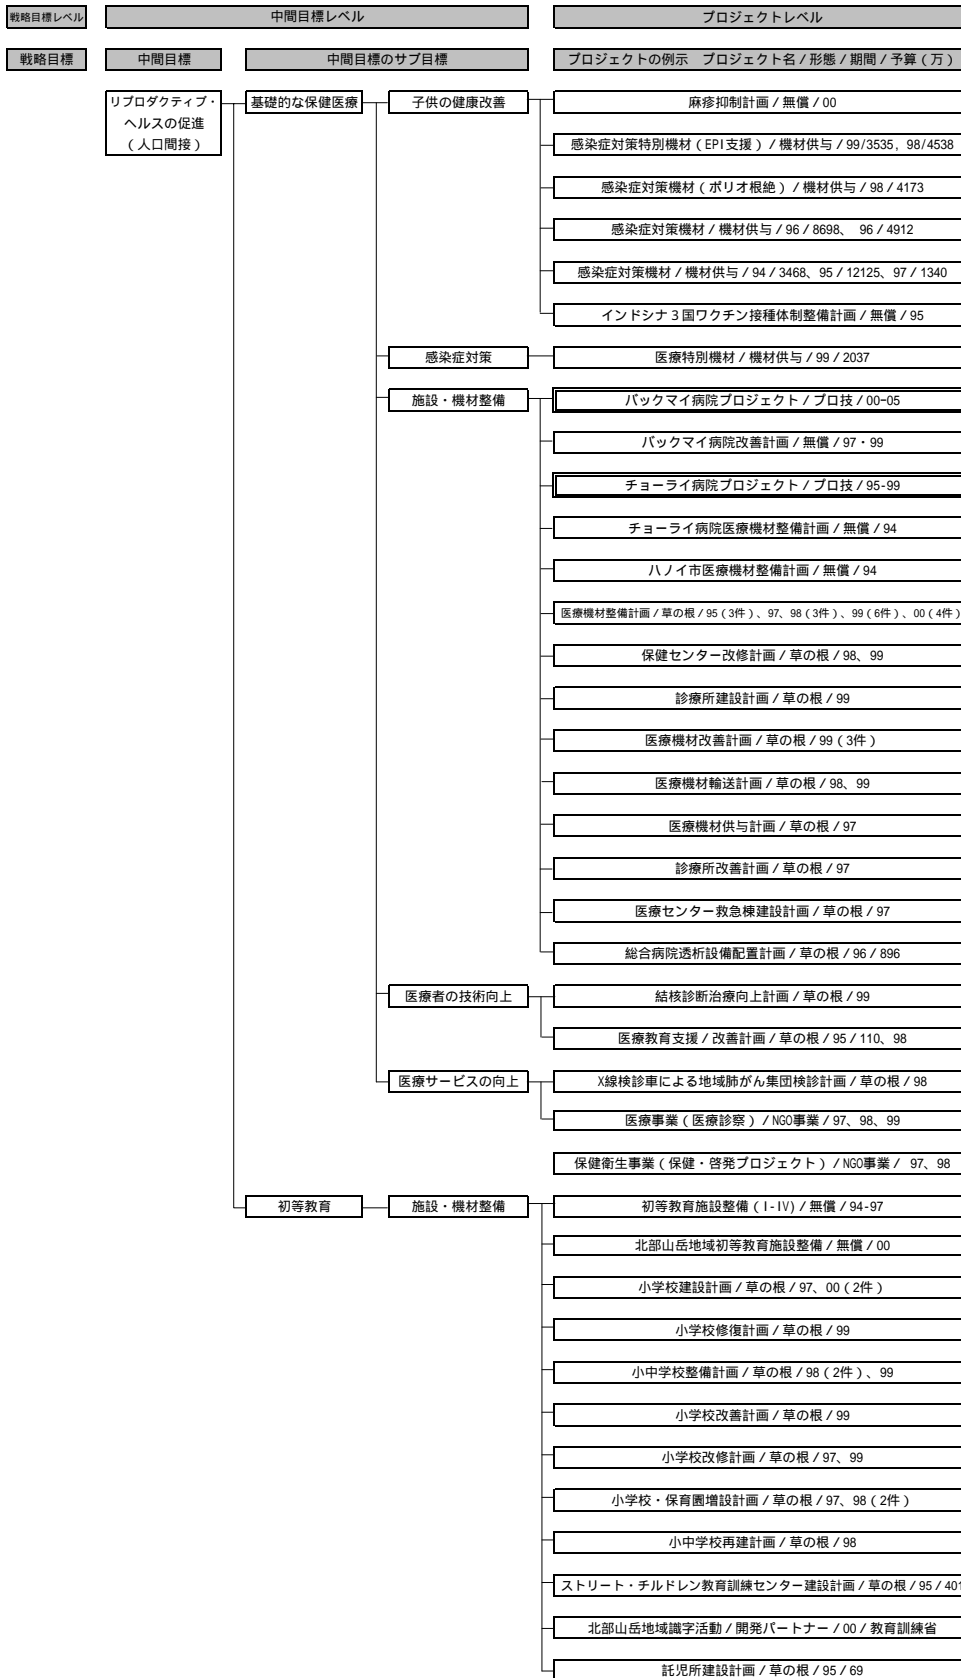 戦略目標レベル　中間目標レベル　プロジェクトレベル
戦略目標　中間目標　中間目標のサブ目標　プロジェクトの例示　プロジェクト名 / 形態 / 期間 / 予算（万）
リプロダクティブ・
ヘルスの促進
（人口間接）
基礎的な保健医療
子供の健康改善
麻疹抑制計画 / 無償 / 00
感染症対策特別機材（EPI支援）/ 機材供与 / 99/3535, 98/4538
感染症対策機材（ポリオ根絶）/ 機材供与 / 98 / 4173
感染症対策機材 / 機材供与 / 96 / 8698、 96 / 4912
感染症対策機材 / 機材供与 / 94 / 3468、95 / 12125、97 / 1340
インドシナ３国ワクチン接種体制整備計画 / 無償 / 95
感染症対策
医療特別機材 / 機材供与 / 99 / 2037
施設・機材整備
バックマイ病院プロジェクト / プロ技 / 00-05
バックマイ病院改善計画 / 無償 / 97・99
チョーライ病院プロジェクト / プロ技 / 95-99
チョーライ病院医療機材整備計画 / 無償 / 94
ハノイ市医療機材整備計画 / 無償 / 94
医療機材整備計画 / 草の根 / 95（3件）、97、98（3件）、99（6件）、00（4件）
保健センター改修計画 / 草の根 / 98、99
診療所建設計画 / 草の根 / 99
医療機材改善計画 / 草の根 / 99（3件）
医療機材輸送計画 / 草の根 / 98、99
医療機材供与計画 / 草の根 / 97
診療所改善計画 / 草の根 / 97
医療センター救急棟建設計画 / 草の根 / 97
総合病院透析設備配置計画 / 草の根 / 96 / 896
医療者の技術向上
結核診断治療向上計画 / 草の根 / 99
医療教育支援 / 改善計画 / 草の根 / 95 / 110、98
医療サービスの向上
X線検診車による地域肺がん集団検診計画 / 草の根 / 98
医療事業（医療診察）/ NGO事業 / 97、98、99
保健衛生事業（保健・啓発プロジェクト）/ NGO事業 / 97、98
初等教育
施設・機材整備
初等教育施設整備（I-IV) / 無償 / 94-97
北部山岳地域初等教育施設整備 / 無償 / 00
小学校建設計画 / 草の根 / 97、00（2件）
小学校修復計画 / 草の根 / 99
小中学校整備計画 / 草の根 / 98（2件）、99
小学校改善計画 / 草の根 / 99
小学校改修計画 / 草の根 / 97、99
小学校・保育園増設計画 / 草の根 / 97、98（2件）
小中学校再建計画 / 草の根 / 98
ストリート・チルドレン教育訓練センター建設計画 / 草の根 / 95 / 401
北部山岳地域識字活動 / 開発パートナー / 00 / 教育訓練省
託児所建設計画 / 草の根 / 95 / 69